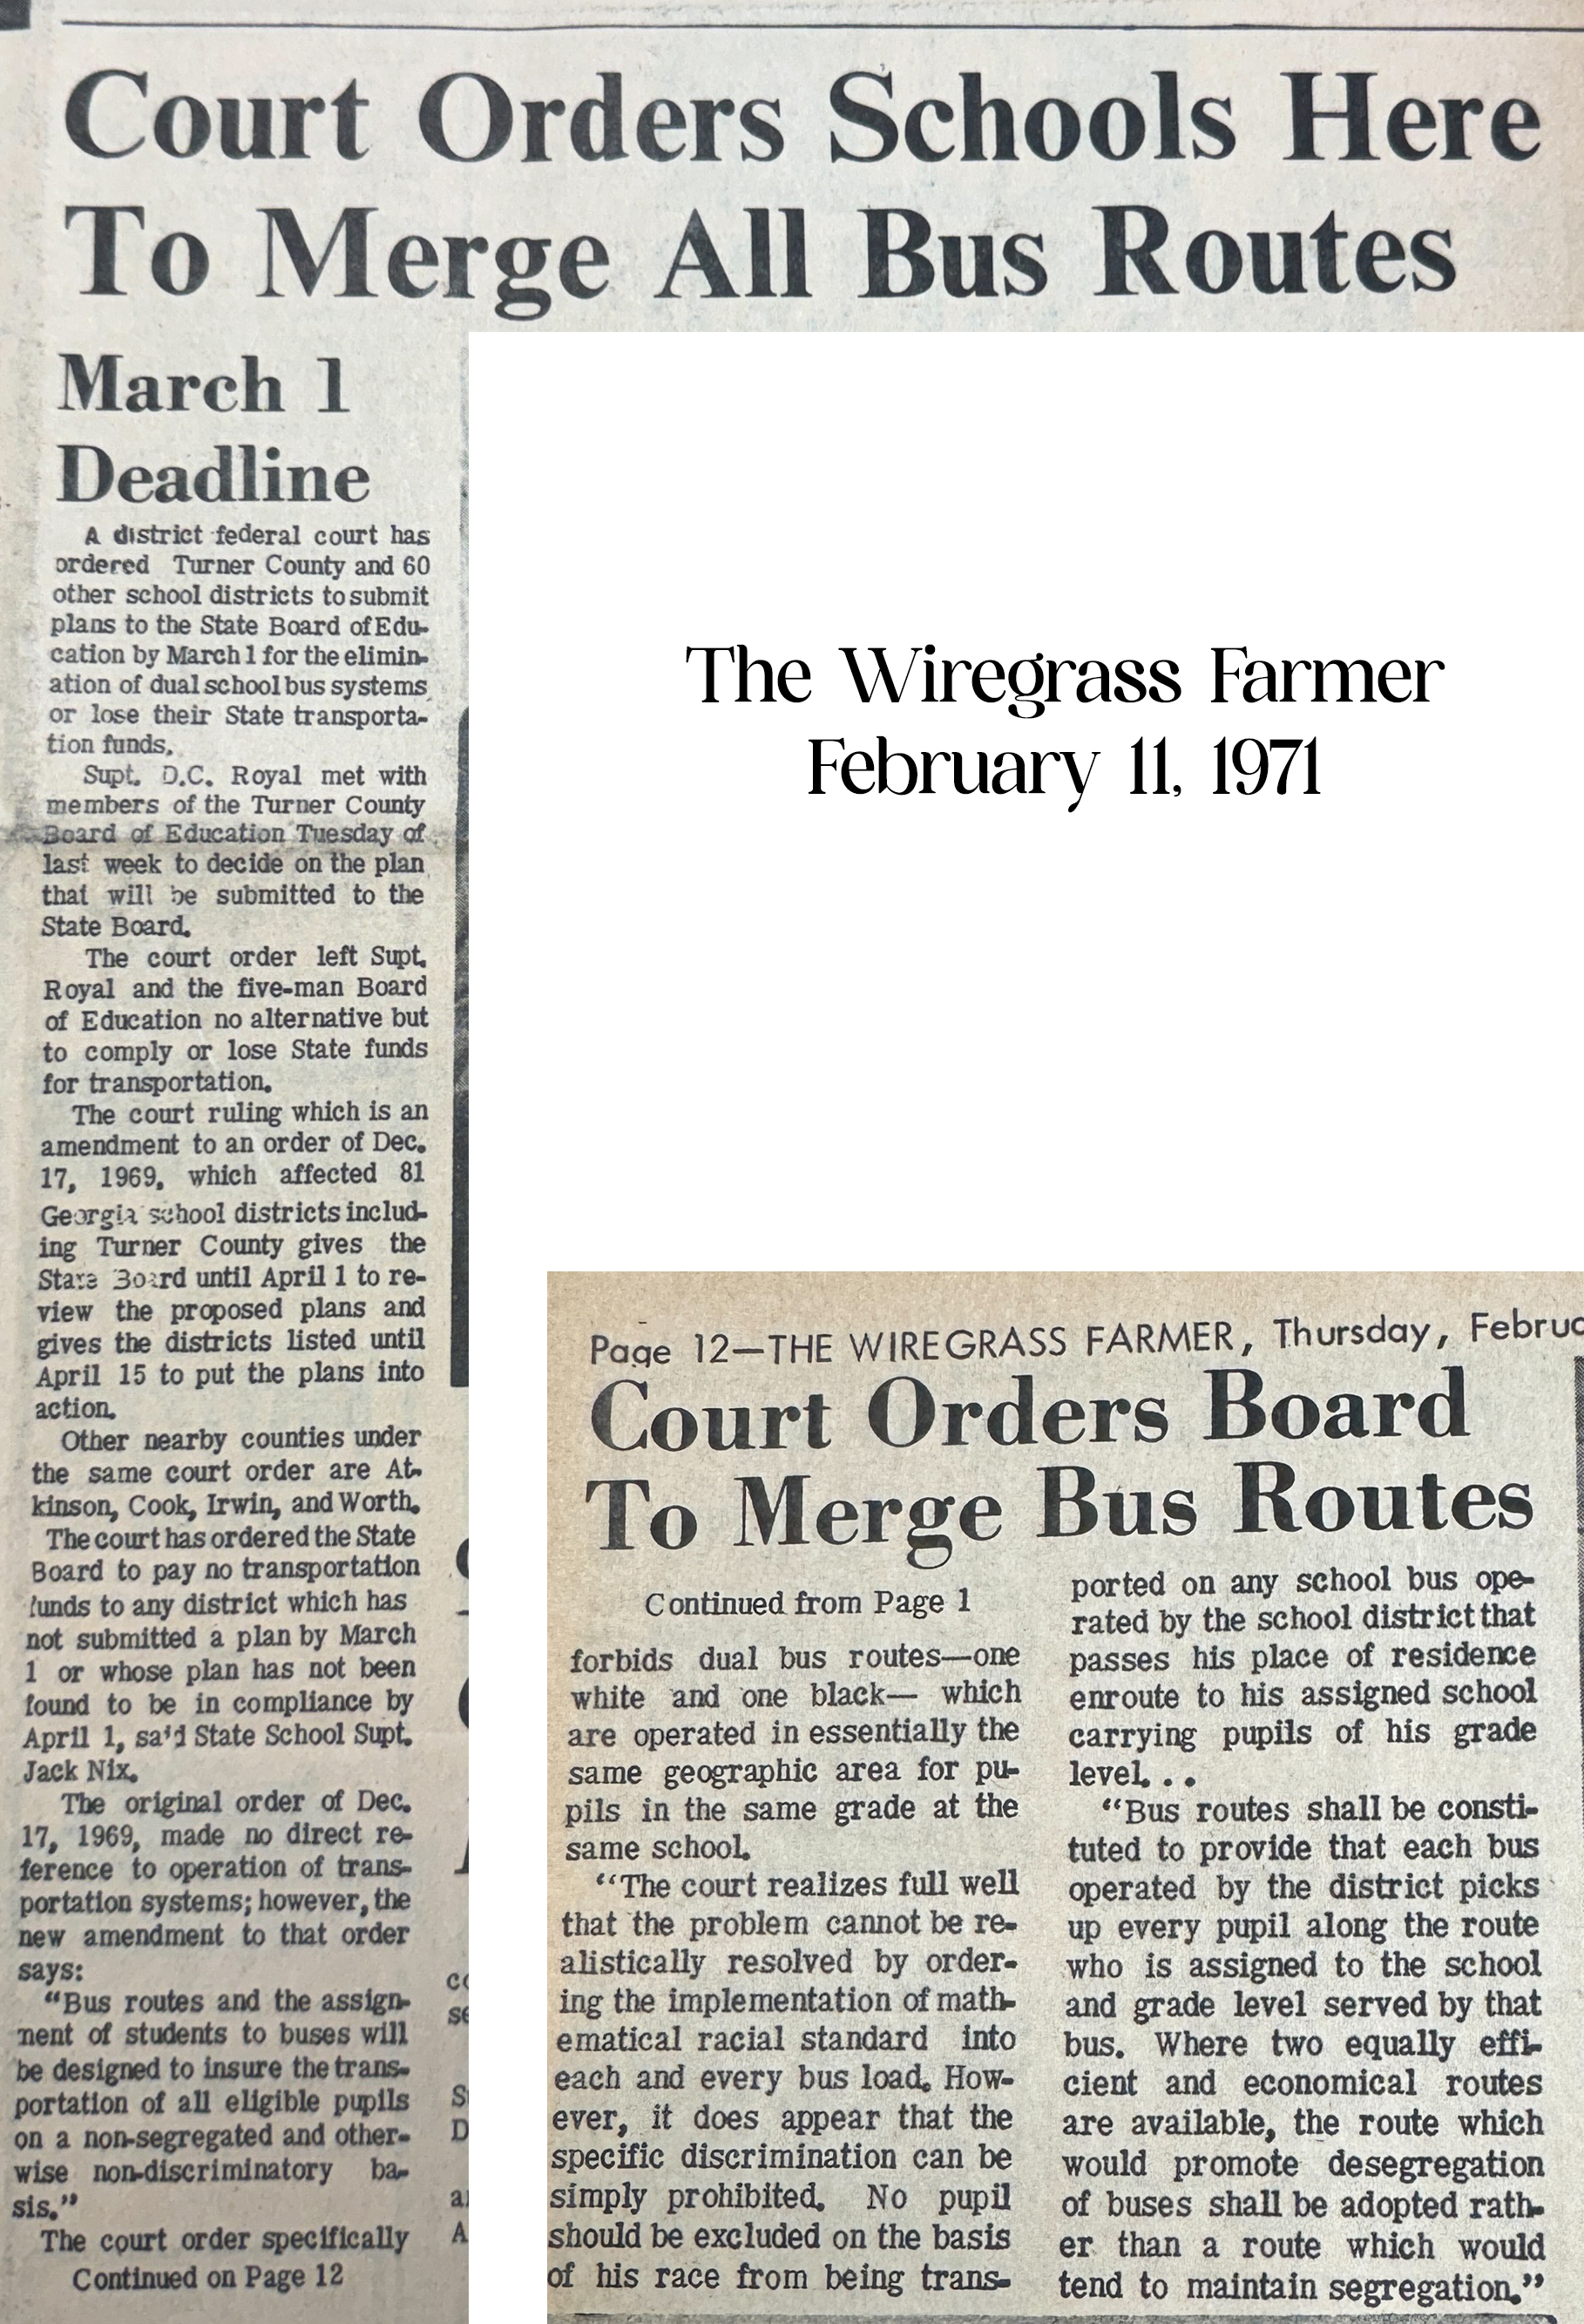 Court Orders Schools Here
To Merge All Bus Routes
March 1
Deadline
A district federal court has
ordered Turner County and 60
other school districts to submit
plans to the State Board of Edu-
cation by March 1 for the elimin-
ation of dual school bus systems
or lose their State transporta-
tion funds.
Supt. D.C. Royal met with
members of the Turner County
Board of Education Tuesday of
last week to decide on the plan
that will be submitted to the
State Board.
The court order left Supt.
Royal and the five-man Board
of Education no alternative but
to comply or lose State funds
for transportation.
The court ruling which is an
amendment to an order of Dec.
17, 1969, which affected 81
Georgia school districts includ-
ing Turner County gives the
State Board until April 1 to re-
view the proposed plans and
gives the districts listed until
April 15 to put the plans into
action.
Other nearby counties under
the same court order are At-
kinson, Cook, Irwin, and Worth.
The court has ordered the State
Board to pay no transportation
funds to any district which has
not submitted a plan by March
1 or whose plan has not been
found to be in compliance by
April 1, said State School Supt.
Jack Nix.
The original order of Dec.
17, 1969, made no direct re-
ference to operation of trans-
portation systems; however, the
new amendment to that order
says:
"Bus routes and the assign-
ment of students to buses will
be designed to insure the trans-
portation of all eligible pupils
on a non-segregated and other-
wise non-discriminatory ba-
sis."
The court order specifically
Continued on Page 12
The Wiregrass Farmer
February 11, 1971
Page 12—THE WIREGRASS FARMER, Thursday, Februa
Court Orders Board
To Merge Bus Routes
Continued from Page 1
forbids dual bus routes—one
white and one black— which
are operated in essentially the
same geographic area for pu-
pils in the same grade at the
same school.
"The court realizes full well
that the problem cannot be re-
alistically resolved by order-
ing the implementation of math-
ematical racial standard into
each and every bus load. How-
ever, it does appear that the
specific discrimination can be
simply prohibited. No pupil
should be excluded on the basis
of his race from being trans-
ported on any school bus ope-
rated by the school district that
passes his place of residence
enroute to his assigned school
carrying pupils of his grade
level. . .
"Bus routes shall be consti-
tuted to provide that each bus
operated by the district picks
up every pupil along the route
who is assigned to the school
and grade level served by that
bus. Where two equally effi-
cient and economical routes
are available, the route which
would promote desegregation
of buses shall be adopted rath-
er than a route which would
tend to maintain segregation."